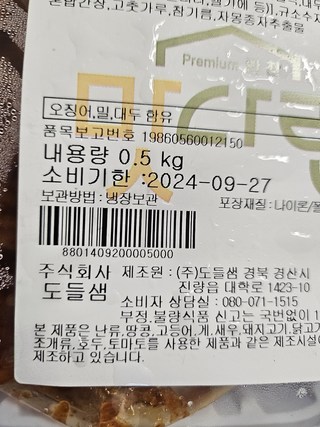 혼합간장,고춧가루,참기름,자몽종자추출물
Premium
오징어,밀,대두 함유
품목보고번호 19860560012150
내용량 0.5 kg
소비기한 :2024-09-27
보관방법 : 냉장보관
포장재질 : 나이론/폴
8801409200005000
주식회사 제조원 : (주)도들샘 경북 경산시
도들샘 진량읍 대학로 1423-10
소비자 상담실 : 080-071-1515
부정,불량식품 신고는 국번없이 1
본 제품은 난류,땅콩,고등어,게,새우,돼지고기,닭고기
조개류,호두,토마토를 사용한 제품과 같은 제조시설에
제조하고 있습니다.